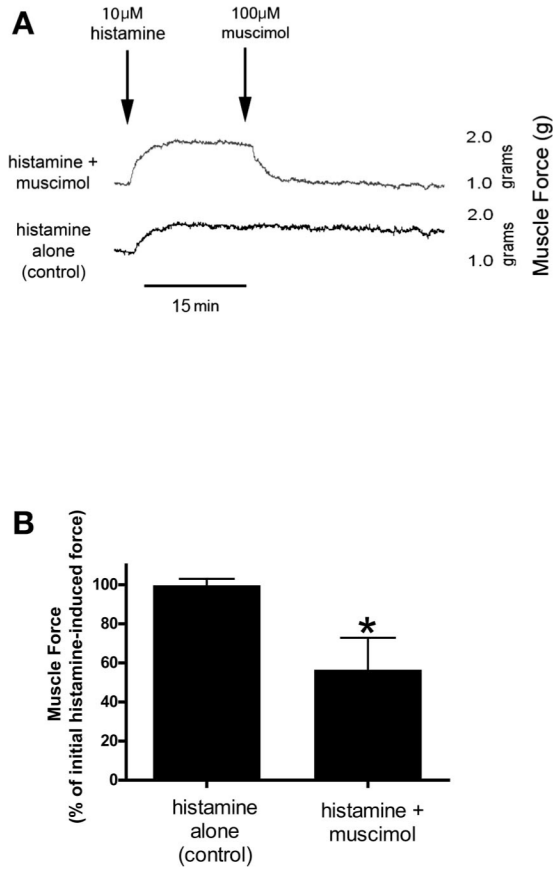 A
10µM
histamine
100µM
muscimol
histamine +
muscimol
2.0
1.0
grams
histamine
alone
(control)
2.0
1.0
grams
Muscle Force (g)
15 min
B
Muscle Force
(% of initial histamine-induced force)
100
80
60
40
20
0
*
histamine
alone
(control)
histamine +
muscimol